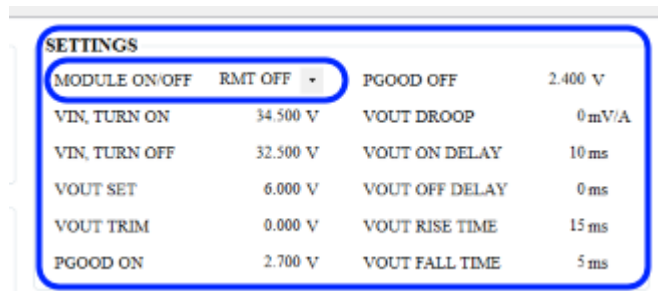 SETTINGS
MODULE ON/OFF RMT OFF PGOOD OFF 2.400 V
VIN, TURN ON 34.500 V VOUT DROOP 0 mV/A
VIN, TURN OFF 32.500 V VOUT ON DELAY 10 ms
VOUT SET 6.000 V VOUT OFF DELAY 0 ms
VOUT TRIM 0.000 V VOUT RISE TIME 15 ms
PGOOD ON 2.700 V VOUT FALL TIME 5 ms